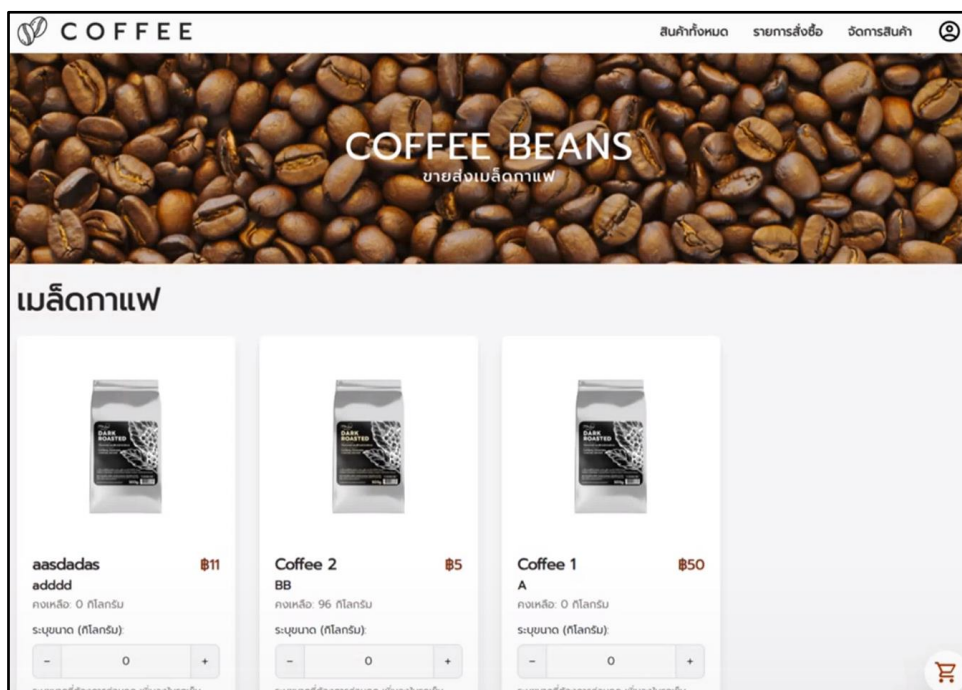 COFFEE
สินค้าทั้งหมด รายการสั่งซื้อ จัดการสินค้า
COFFEE BEANS
ขายส่งเมล็ดกาแฟ
เมล็ดกาแฟ
DARK
ROASTED
DARK
ROASTED
DARK
ROASTED
aasdadas ฿11
adddd
คงเหลือ: 0 กิโลกรัม
ระบุขนาด (กิโลกรัม):
- 0 +
Coffee 2 ฿5
BB
คงเหลือ: 96 กิโลกรัม
ระบุขนาด (กิโลกรัม):
- 0 +
Coffee 1 ฿50
A
คงเหลือ: 0 กิโลกรัม
ระบุขนาด (กิโลกรัม):
- 0 +